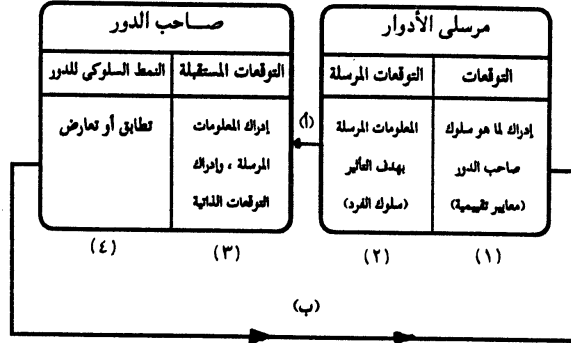 مرسلى الأدوار
التوقعات
إدراك لما هو سلوك
صاحب الدور
(معايير تقييمية)
(١)
التوقعات المرسلة
المعلومات المرسلة
بهدف التأثير
(سلوك الفرد)
(٢)
(أ)
صاحب الدور
التوقعات المستقبلة
إدراك المعلومات
المرسلة ، وإدراك
التوقعات الذاتية
(٣)
النمط السلوكى للدور
تطابق أو تعارض
(٤)
(ب)